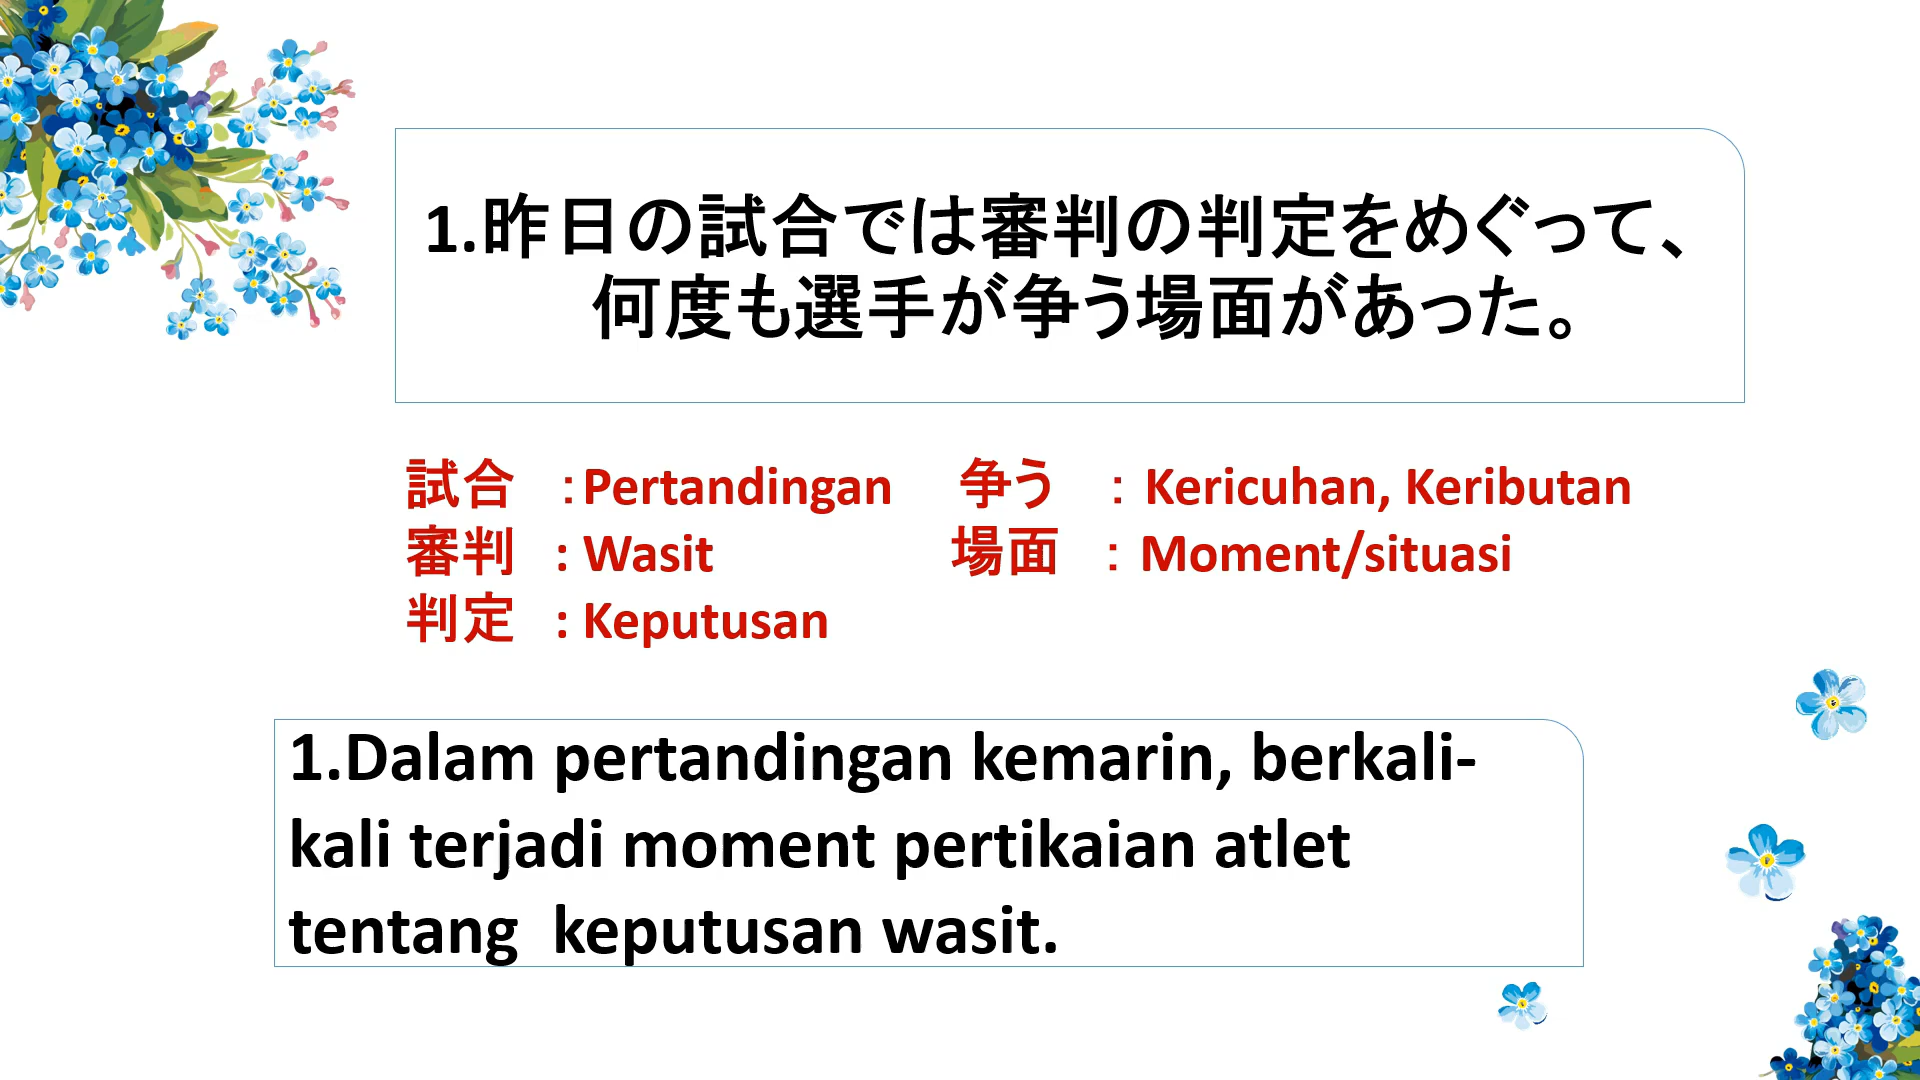 1.昨日の試合では審判の判定をめぐって、
何度も選手が争う場面があった。
試合 :Pertandingan 争う : Kericuhan, Keributan
審判 : Wasit 場面 : Moment/situasi
判定 : Keputusan
1.Dalam pertandingan kemarin, berkali-
kali terjadi moment pertikaian atlet
tentang keputusan wasit.